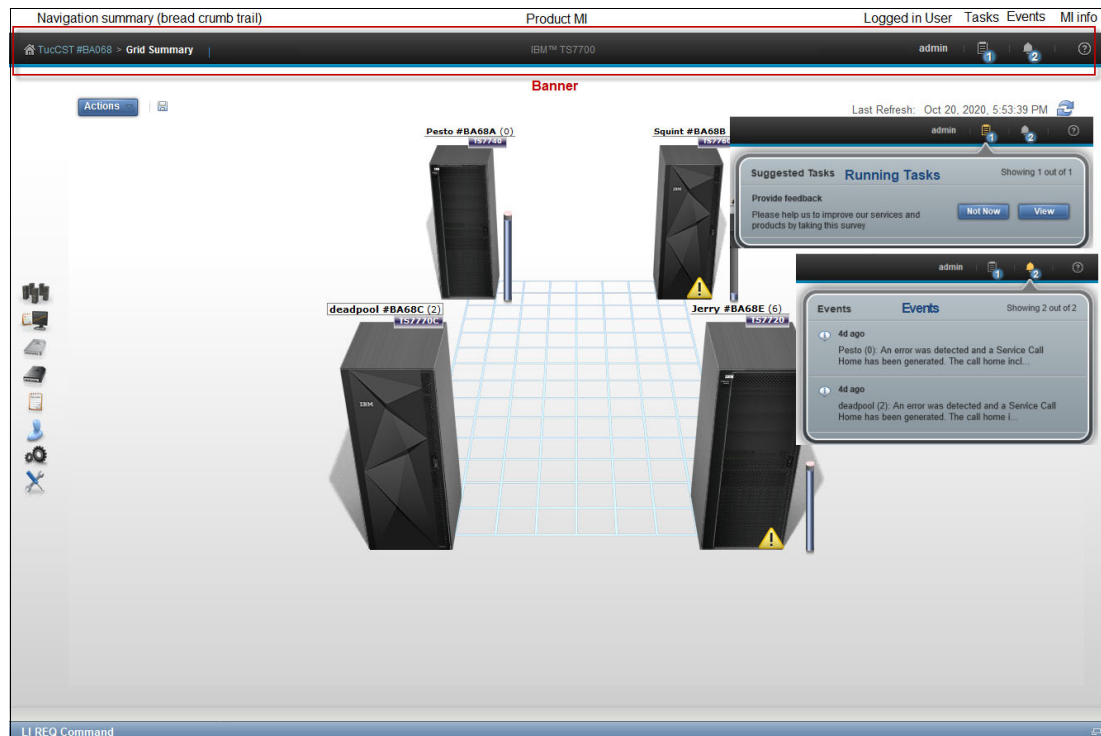 Navigation summary (bread crumb trail) Product MI Logged in User Tasks Events MI info
TucCST #BA068 > Grid Summary IBM™ TS7700 admin 1 2 ?
Banner
Actions Last Refresh: Oct 20, 2020, 5:53:39 PM
Pesto #BA68A (0) Squint #BA68B
TS7740 TS7760
admin 1 2 ?
Suggested Tasks Running Tasks Showing 1 out of 1
Provide feedback
Please help us to improve our services and
products by taking this survey
Not Now View
admin 1 2 ?
deadpool #BA68C (2) Jerry #BA68E (6)
TS7770C TS7720
Events Events Showing 2 out of 2
4d ago
Pesto (0): An error was detected and a Service Call
Home has been generated. The call home incl...
4d ago
deadpool (2): An error was detected and a Service Call
Home has been generated. The call home i...
IBM
LI REQ Command